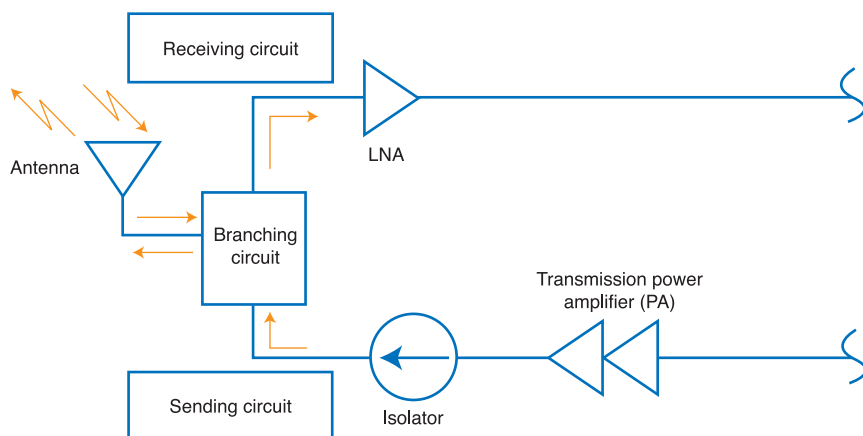 Receiving circuit
LNA
Antenna
Branching
circuit
Transmission power
amplifier (PA)
Isolator
Sending circuit